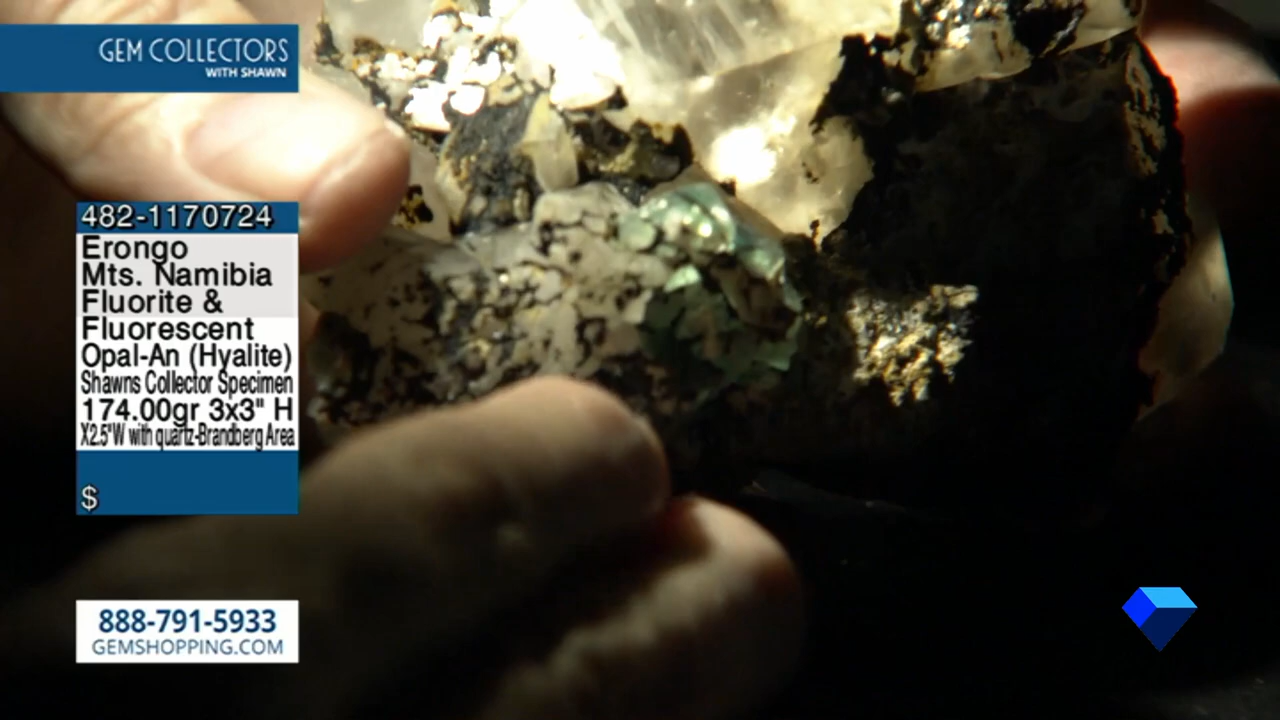 GEM COLLECTORS
WITH SHAWN
482-1170724
Erongo
Mts. Namibia
Fluorite &
Fluorescent
Opal-An (Hyalite)
Shawns Collector Specimen
174.00gr 3x3" H
X2.5"W with quartz-Brandberg Area
$
888-791-5933
GEMSHOPPING.COM